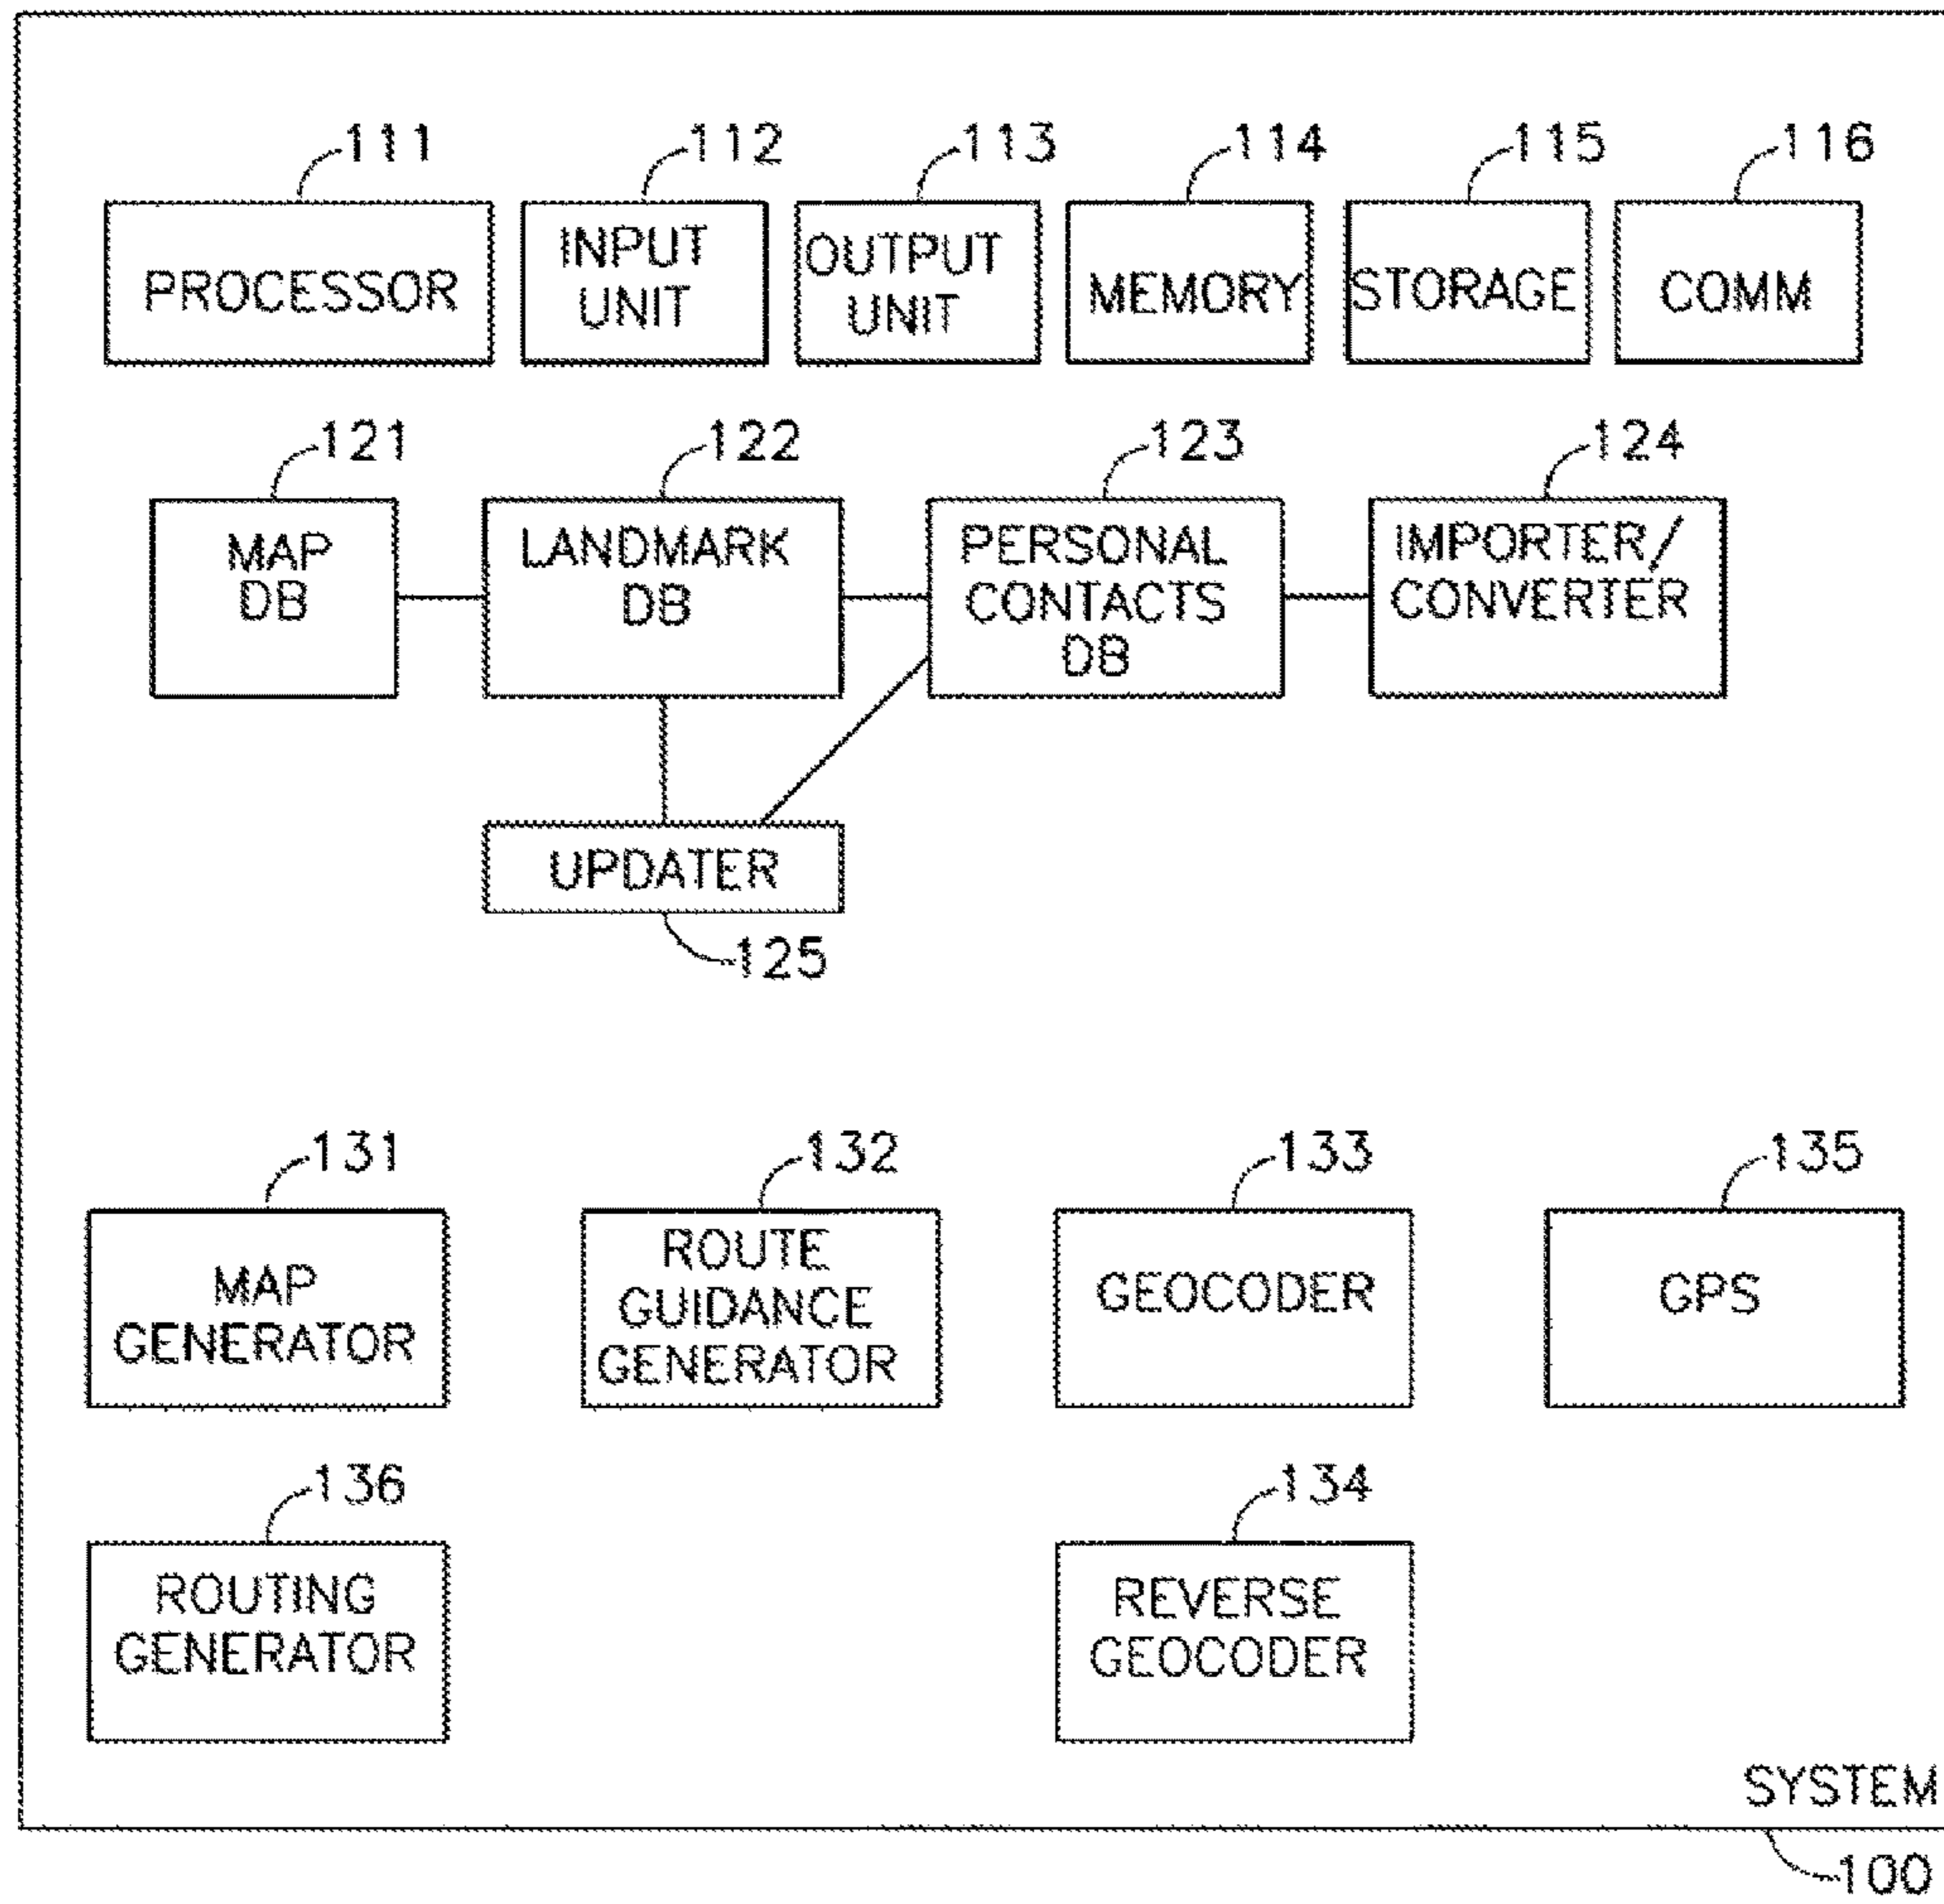 111
112
113
114
115
116
PROCESSOR
INPUT
UNIT
OUTPUT
UNIT
MEMORY
STORAGE
COMM
121
122
123
124
MAP
DB
LANDMARK
DB
PERSONAL
CONTACTS
DB
IMPORTER/
CONVERTER
UPDATER
125
131
132
133
135
MAP
GENERATOR
ROUTE
GUIDANCE
GENERATOR
GEOCODER
GPS
136
134
ROUTING
GENERATOR
REVERSE
GEOCODER
SYSTEM
100